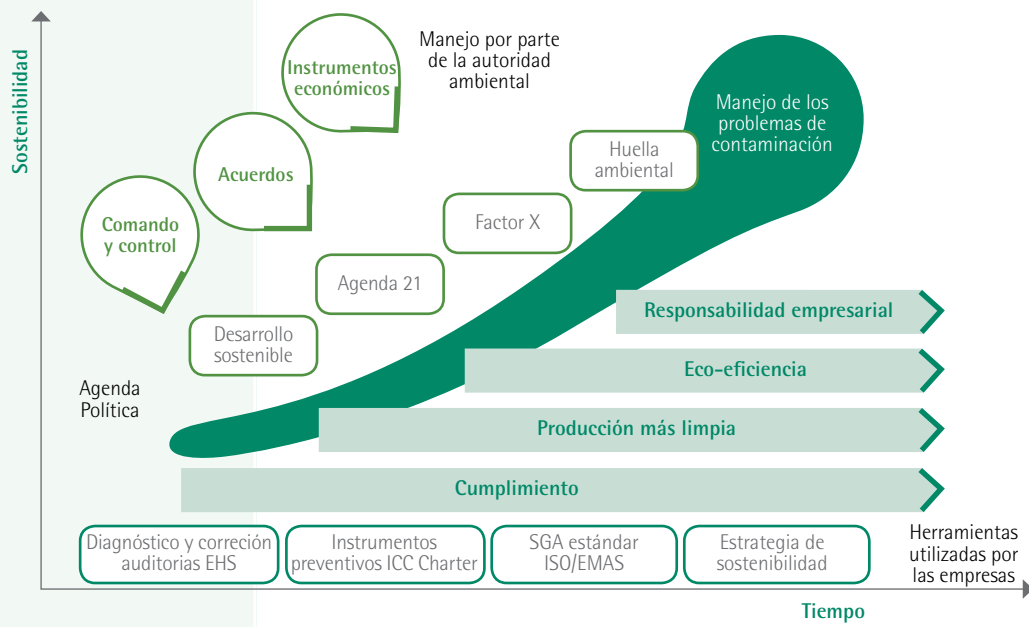 Sostenibilidad
Instrumentos
económicos
Manejo por parte
de la autoridad
ambiental
Manejo de los
problemas de
contaminación
Acuerdos
Huella
ambiental
Comando
y control
Factor X
Agenda 21
Desarrollo
sostenible
Responsabilidad empresarial
Eco-eficiencia
Agenda
Política
Producción más limpia
Cumplimiento
Diagnóstico y correción
auditorias EHS
Instrumentos
preventivos ICC Charter
SGA estándar
ISO/EMAS
Estrategia de
sostenibilidad
Herramientas
utilizadas por
las empresas
Tiempo